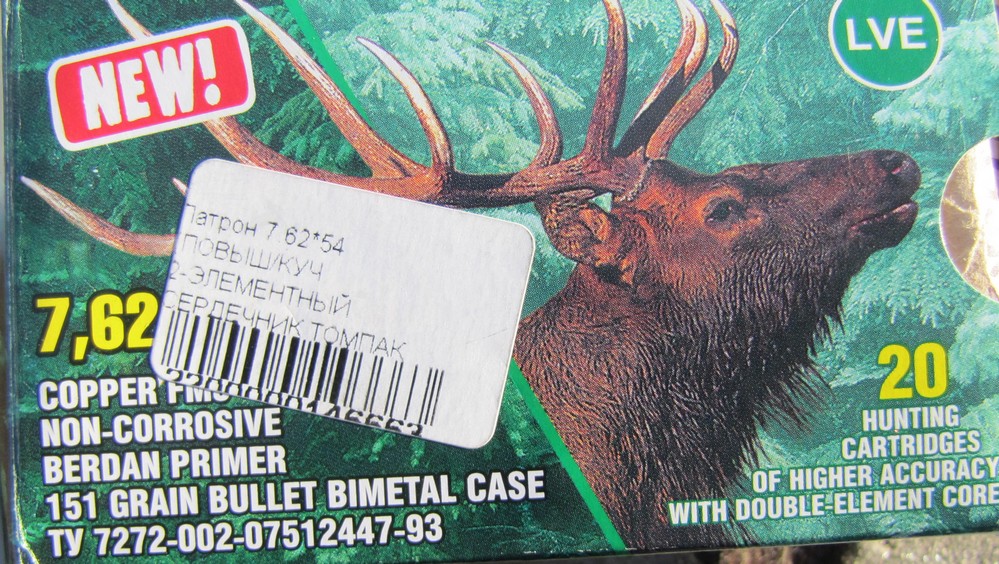 NEW!
LVE
Патрон 7.62*54
ПОВЫШ/КУЧ
2-ЭЛЕМЕНТНЫЙ
СЕРДЕЧНИК ТОМПАК
7,62
COPPER FMJ
NON-CORROSIVE
BERDAN PRIMER
151 GRAIN BULLET BIMETAL CASE
ТУ 7272-002-07512447-93
20
HUNTING
CARTRIDGES
OF HIGHER ACCURACY
WITH DOUBLE-ELEMENT CORE